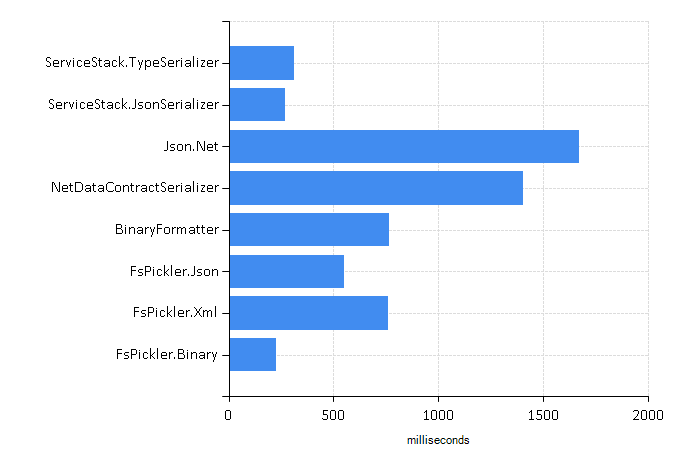 ServiceStack.TypeSerializer
ServiceStack.JsonSerializer
Json.Net
NetDataContractSerializer
BinaryFormatter
FsPickler.Json
FsPickler.Xml
FsPickler.Binary
0 500 1000 1500 2000
milliseconds